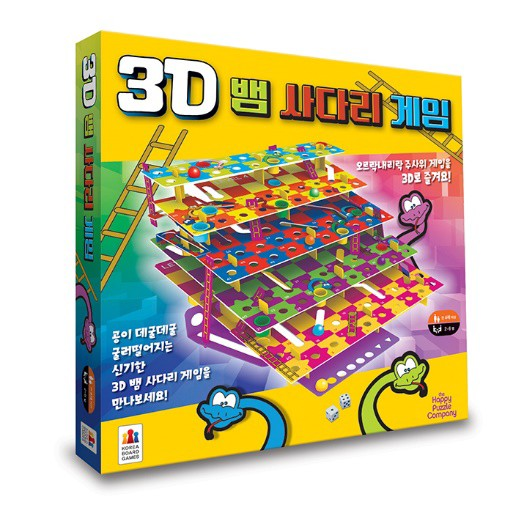 3D 뱀 사다리 게임
3D 뱀 사다리 게임
오르락내리락 주사위 게임을
3D로 즐겨요!
공이 데굴데굴
굴러떨어지는
신기한
3D 뱀 사다리 게임을
만나보세요!
the
Happy
Puzzle
Company
KOREA
BOARD
GAMES